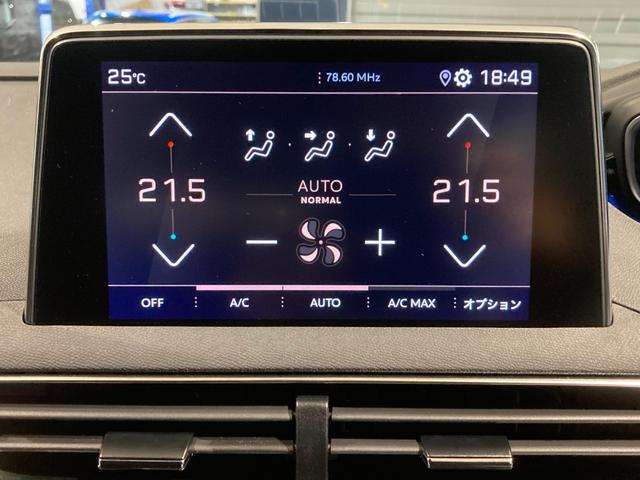 25℃ 78.60 MHz 18:49
21.5 AUTO 21.5
NORMAL
OFF A/C AUTO A/C MAX オプション